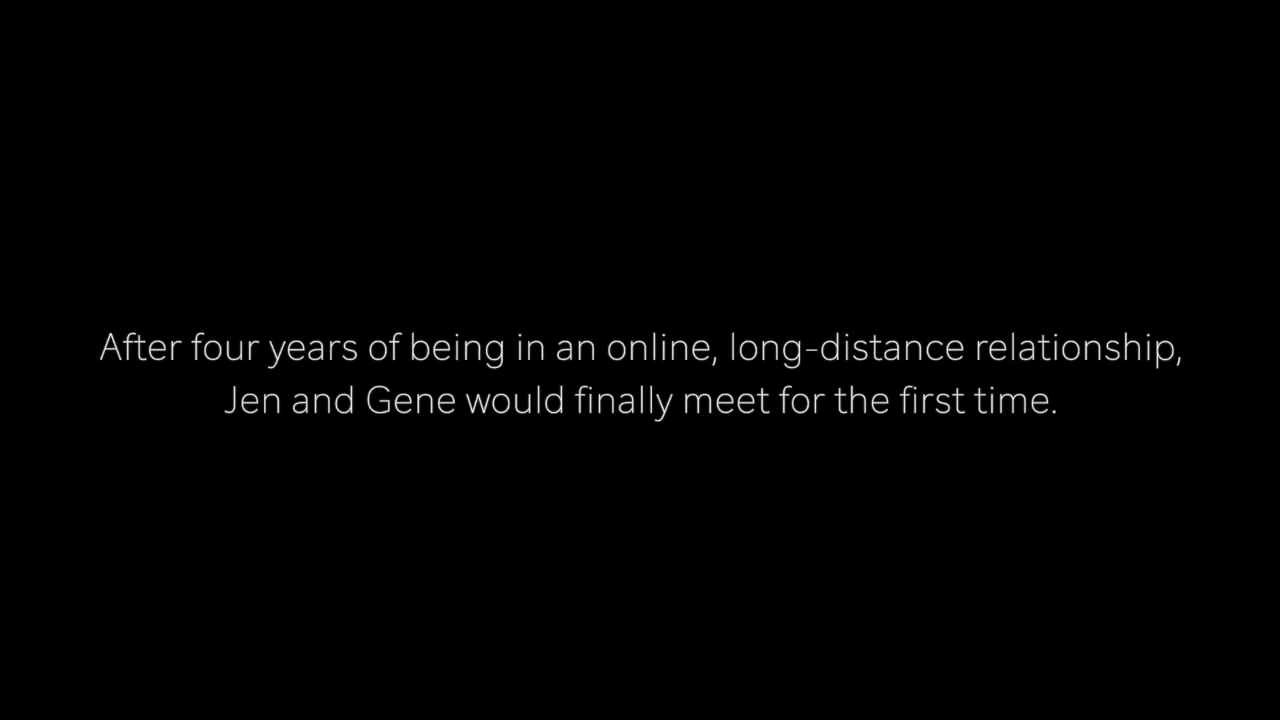 After four years of being in an online, long-distance relationship,
Jen and Gene would finally meet for the first time.